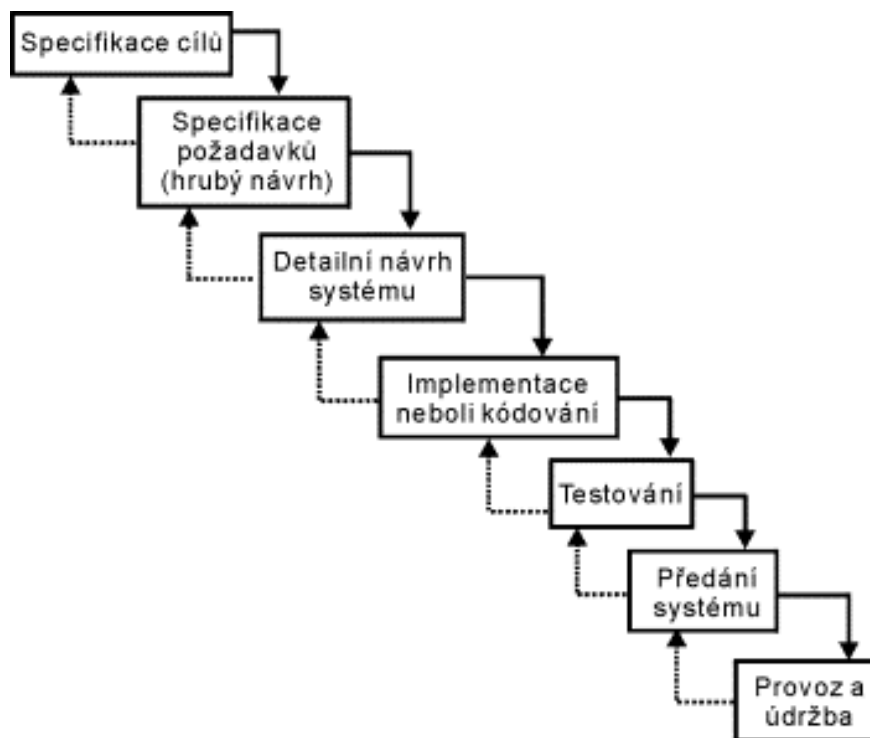 Specifikace cílů
Specifikace
požadavků
(hrubý návrh)
Detailní návrh
systému
Implementace
neboli kódování
Testování
Předání
systému
Provoz a
údržba